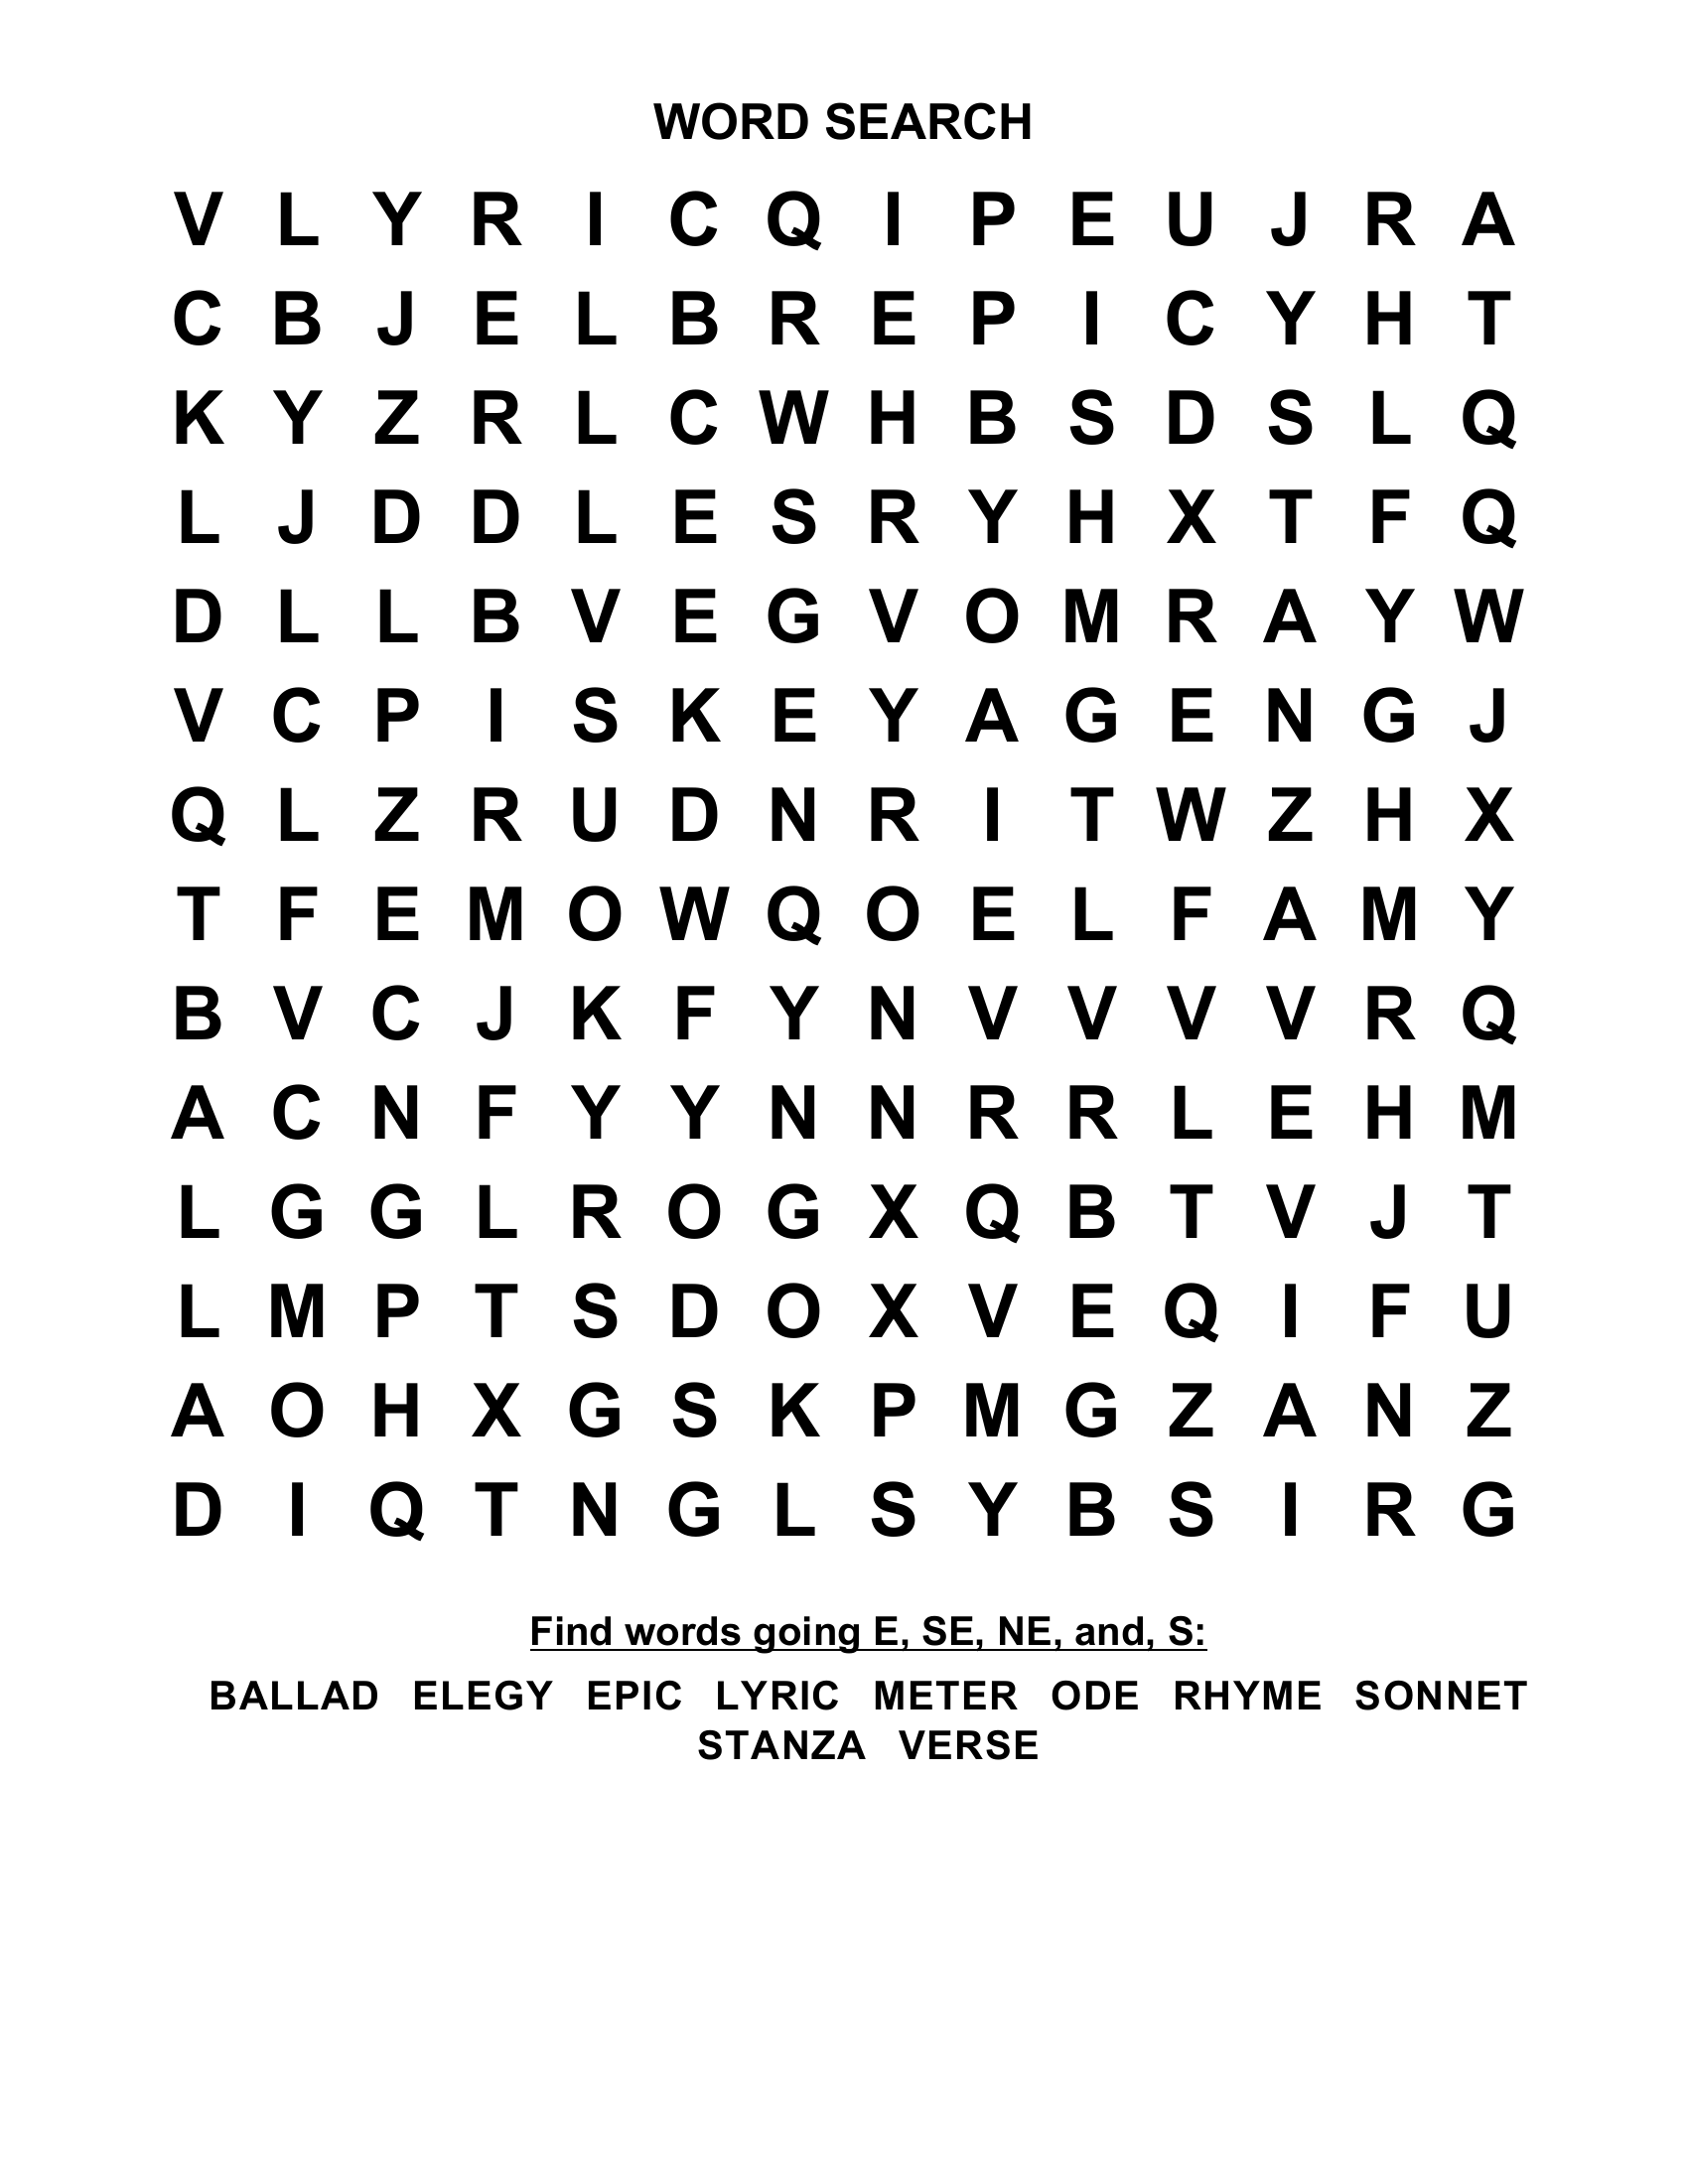 WORD SEARCH
V L Y R I C Q I P E U J R A
C B J E L B R E P I C Y H T
K Y Z R L C W H B S D S L Q
L J D D L E S R Y H X T F Q
D L L B V E G V O M R A Y W
V C P I S K E Y A G E N G J
Q L Z R U D N R I T W Z H X
T F E M O W Q O E L F A M Y
B V C J K F Y N V V V V R Q
A C N F Y Y N N R R L E H M
L G G L R O G X Q B T V J T
L M P T S D O X V E Q I F U
A O H X G S K P M G Z A N Z
D I Q T N G L S Y B S I R G
Find words going E, SE, NE, and, S:
BALLAD ELEGY EPIC LYRIC METER ODE RHYME SONNET
STANZA VERSE